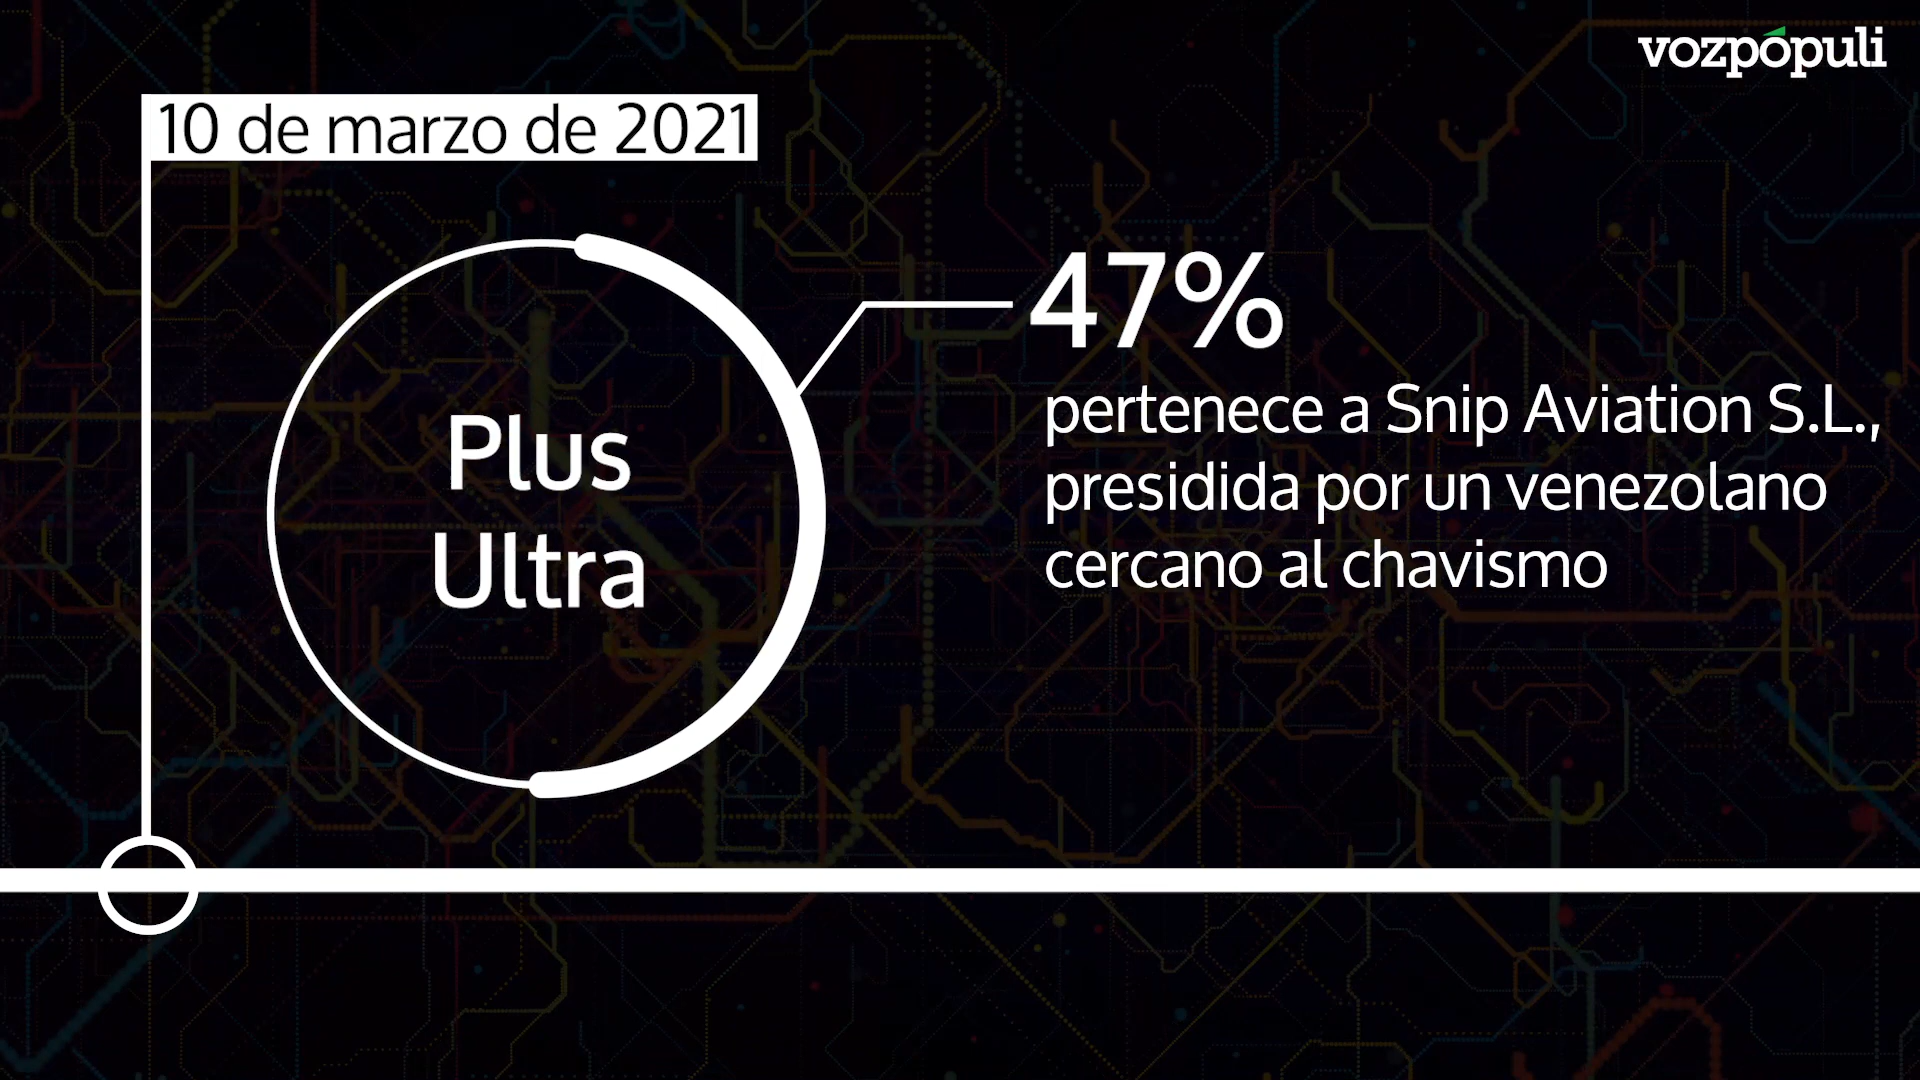 vozpópuli
10 de marzo de 2021
Plus
Ultra
47%
pertenece a Snip Aviation S.L.,
presidida por un venezolano
cercano al chavismo